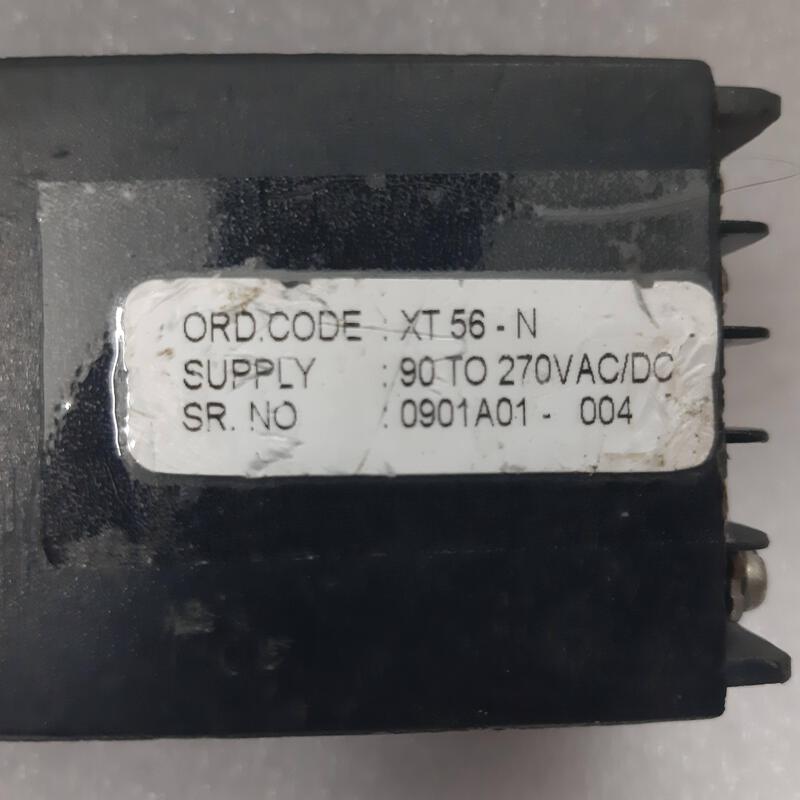 ORD.CODE : XT 56 - N
SUPPLY : 90 TO 270VAC/DC
SR. NO : 0901A01 - 004